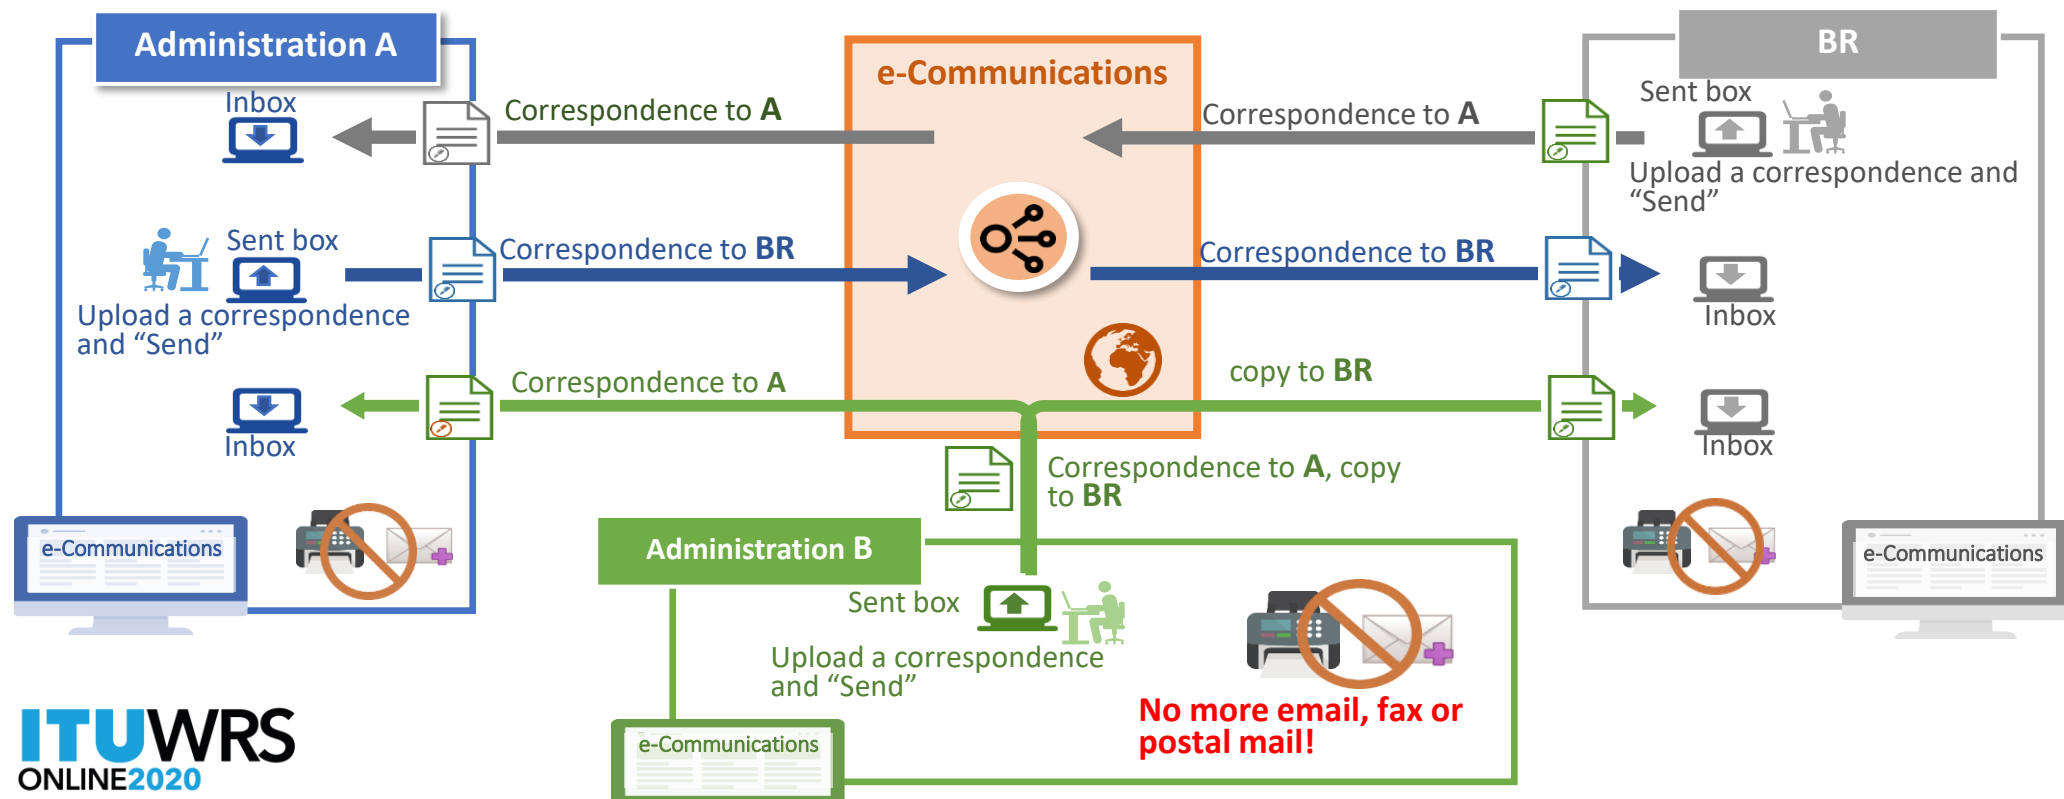 Administration A
e-Communications
BR
Inbox
Correspondence to A
Correspondence to A
Sent box
Upload a correspondence and
“Send”
Sent box
Correspondence to BR
Correspondence to BR
Upload a correspondence
and “Send”
Inbox
Correspondence to A
copy to BR
Inbox
Inbox
Correspondence to A, copy
to BR
e-Communications
Administration B
e-Communications
Sent box
Upload a correspondence
and “Send”
No more email, fax or
postal mail!
e-Communications
ITUWRS
ONLINE2020